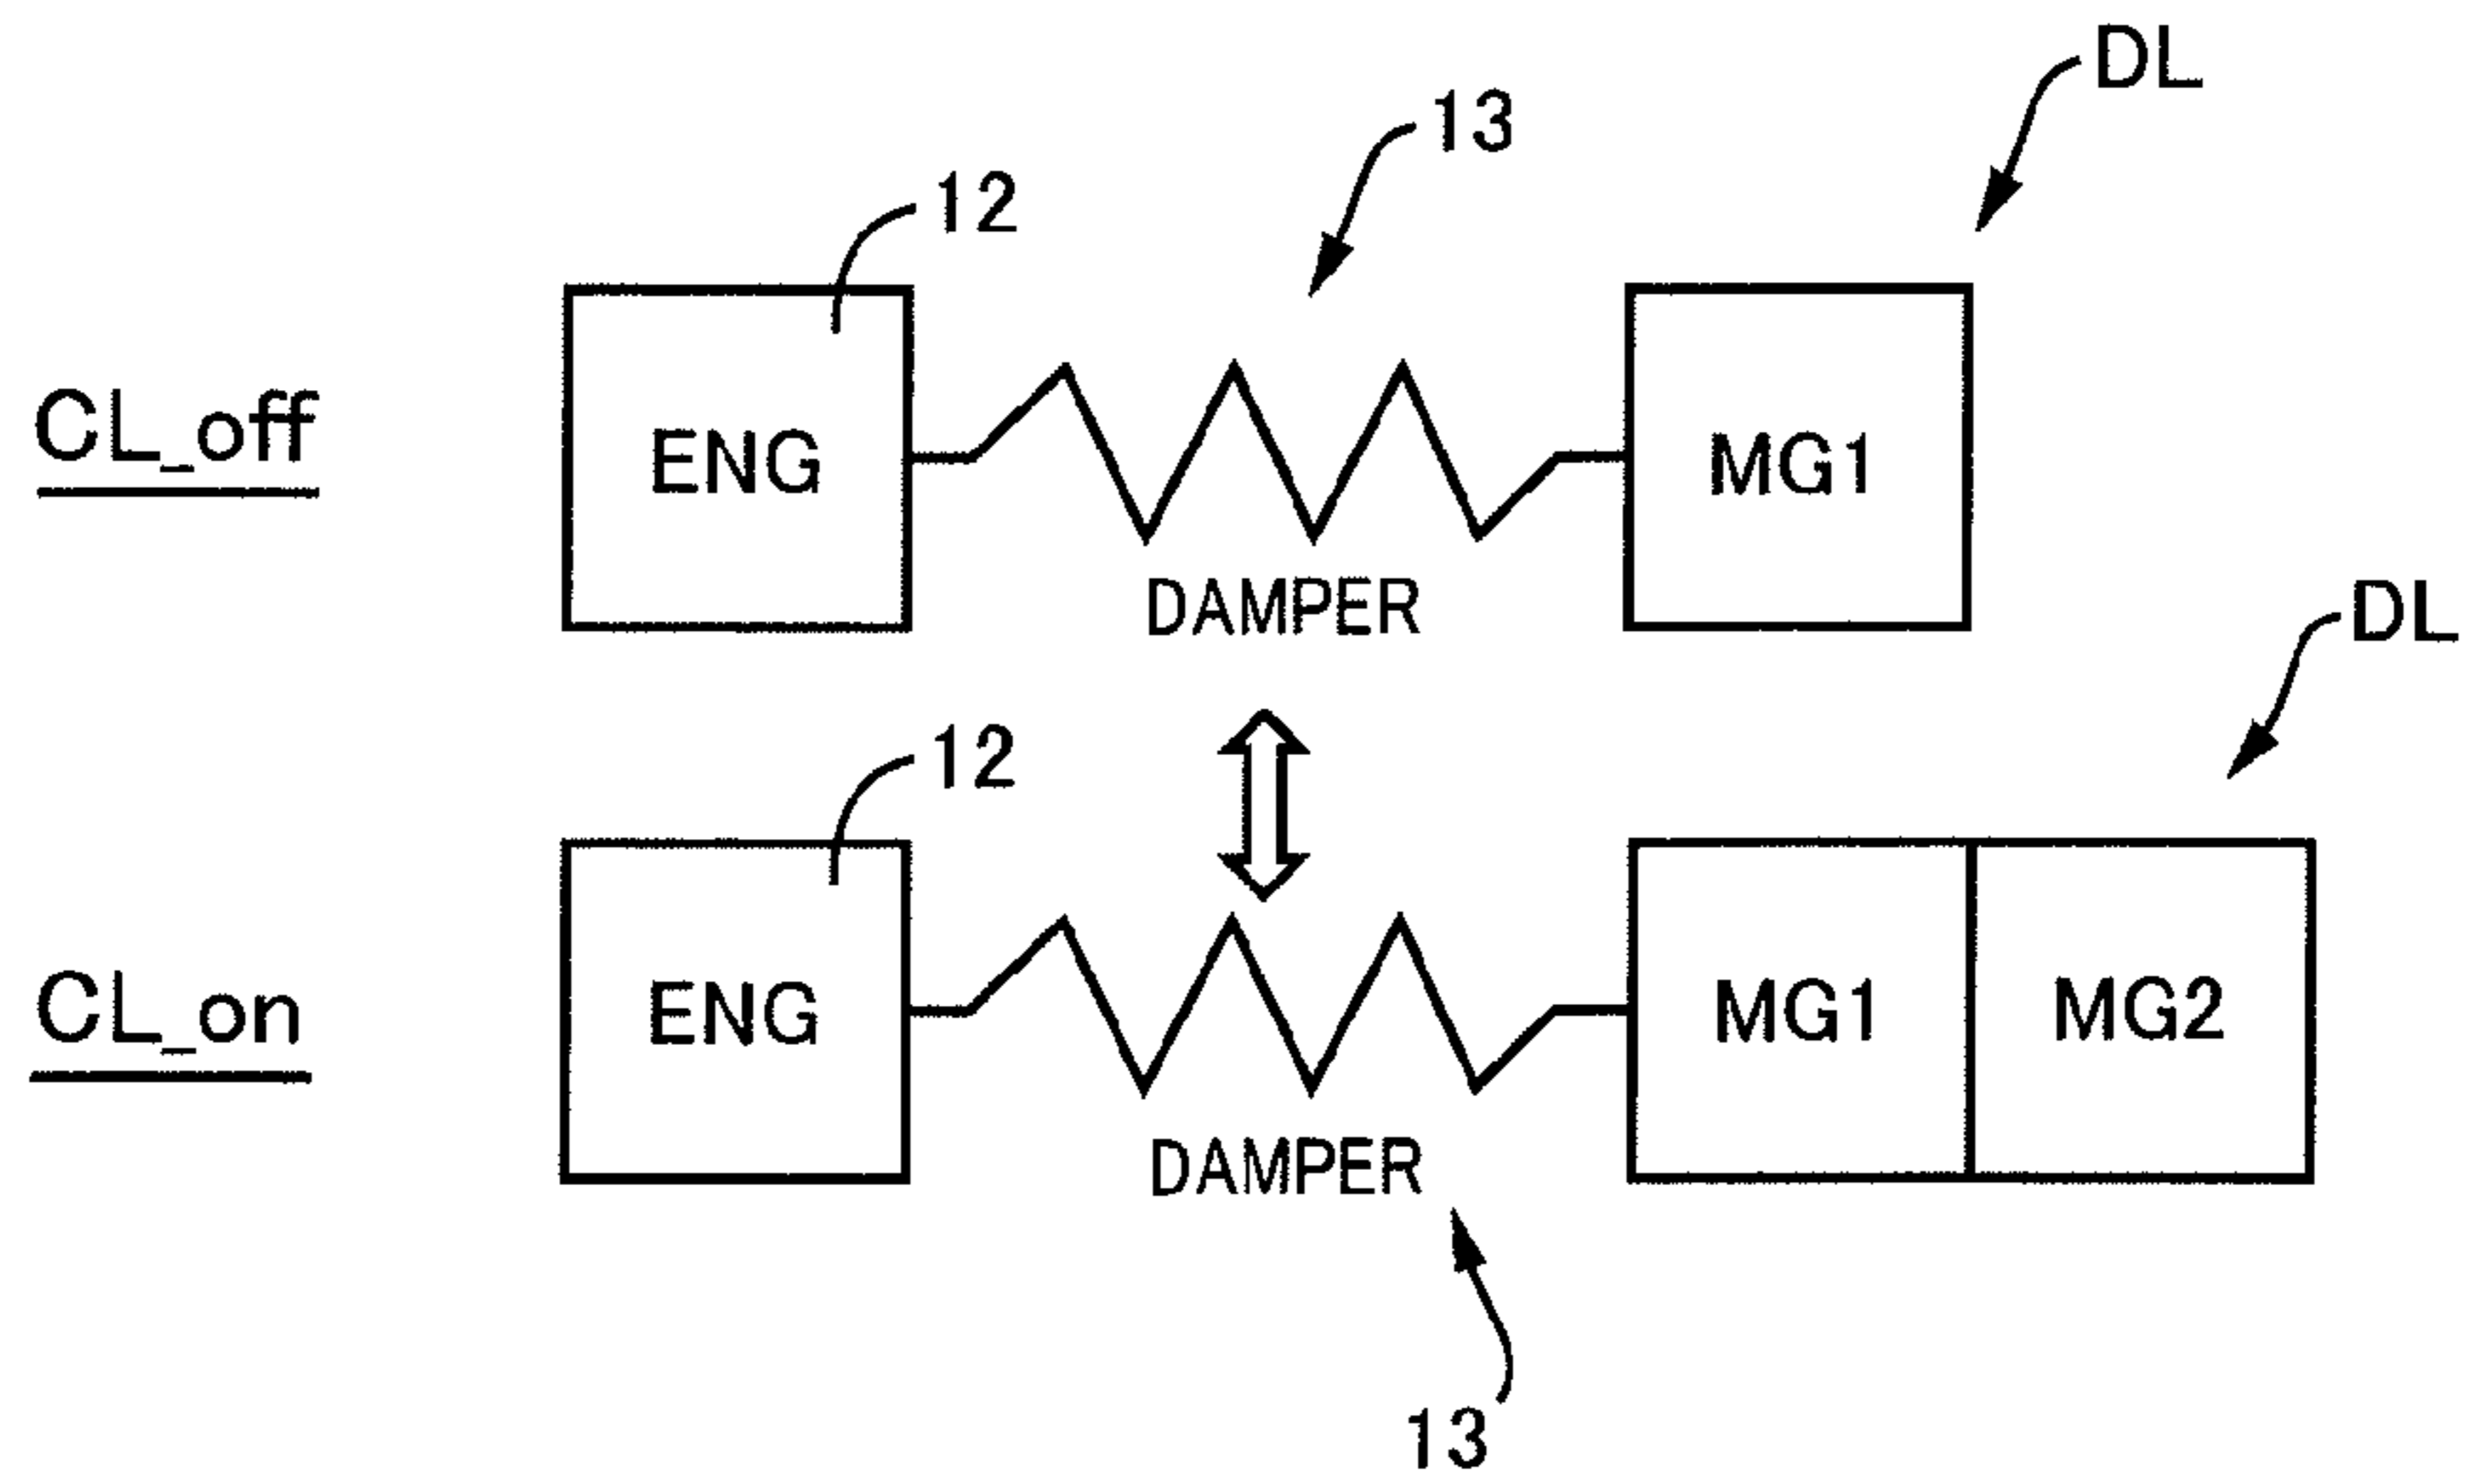 DL
13
12
CL_off
ENG
MG1
DAMPER
DL
12
CL_on
ENG
MG1
MG2
DAMPER
13